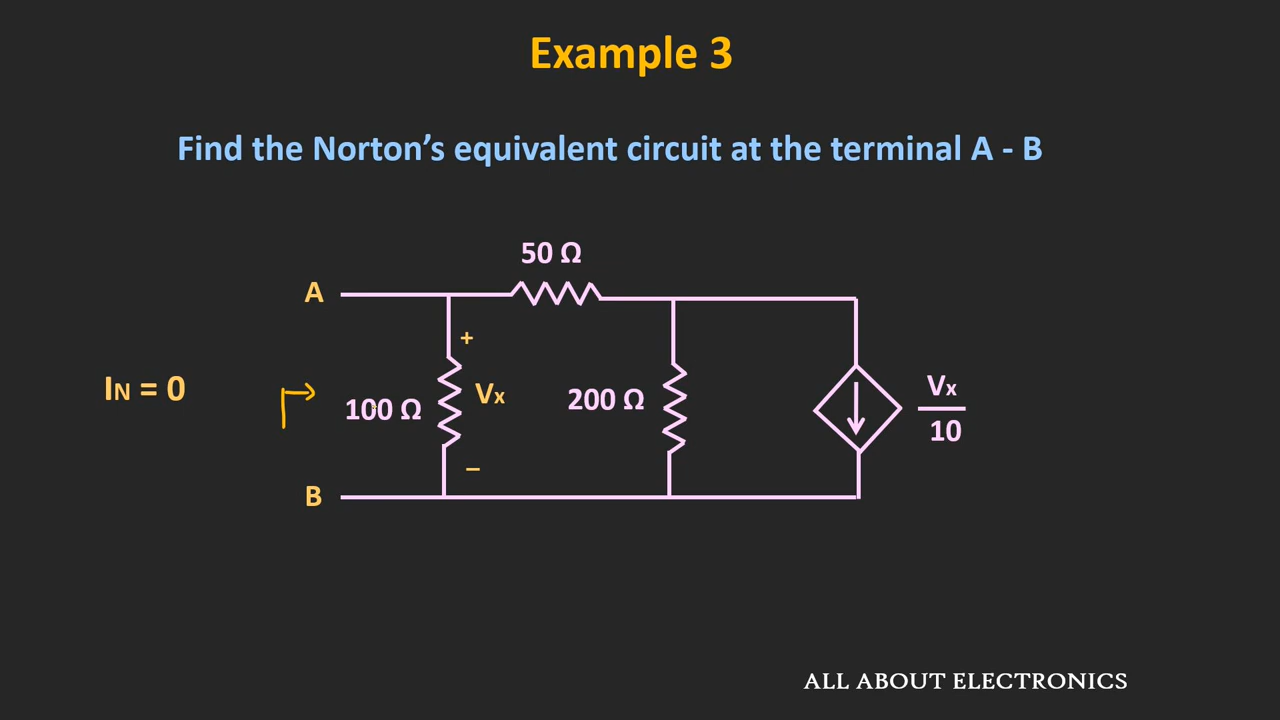 Example 3
Find the Norton’s equivalent circuit at the terminal A - B
50 Ω
A
+
IN = 0
100 Ω
Vx
200 Ω
Vx
10
–
B
ALL ABOUT ELECTRONICS